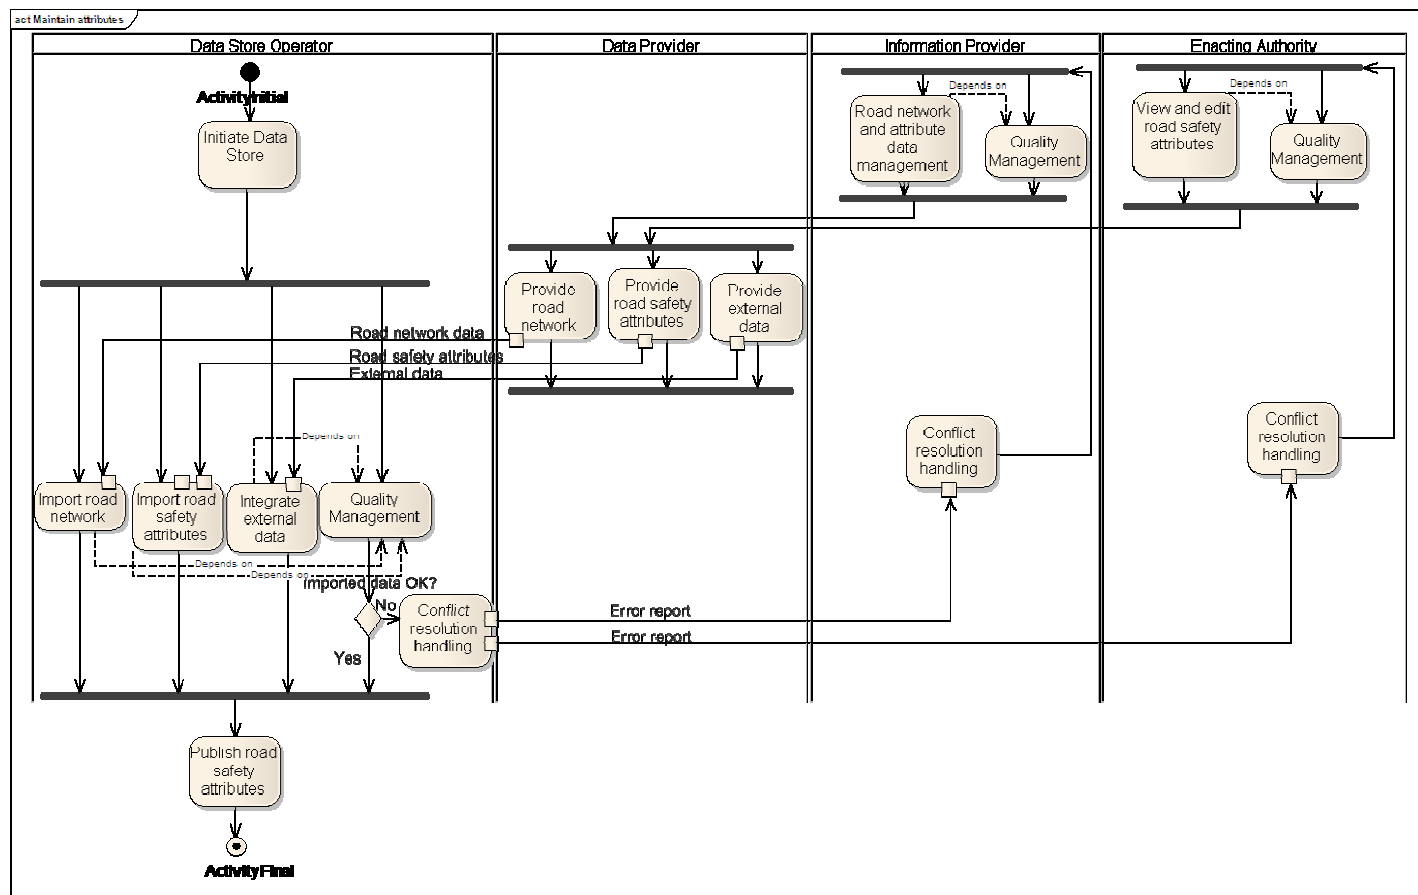 act Maintain attributes
Data Store Operator
Data Provider
Information Provider
Enacting Authority
ActivityInitial
Initiate Data
Store
Depends on
Road network
and attribute
data
management
Quality
Management
Depends on
View and edit
road safety
attributes
Quality
Management
Provide
road
network
Provide
road safety
attributes
Provide
external
data
Road network data
Road safety attributes
External data
Depends on
Import road
network
Import road
safety
attributes
Integrate
external
data
Quality
Management
Depends on
Depends on
Imported data OK?
No
Yes
Conflict
resolution
handling
Error report
Error report
Conflict
resolution
handling
Conflict
resolution
handling
Publish road
safety
attributes
ActivityFinal